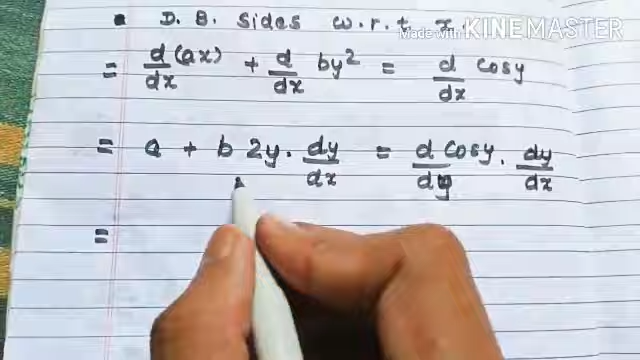 • D. B. sides w.r.t x.
Made with KINEMASTER
= d/dx (ax) + d/dx by² = d/dx cosy
= a + b 2y. dy/dx = d/dy cosy. dy/dx
=